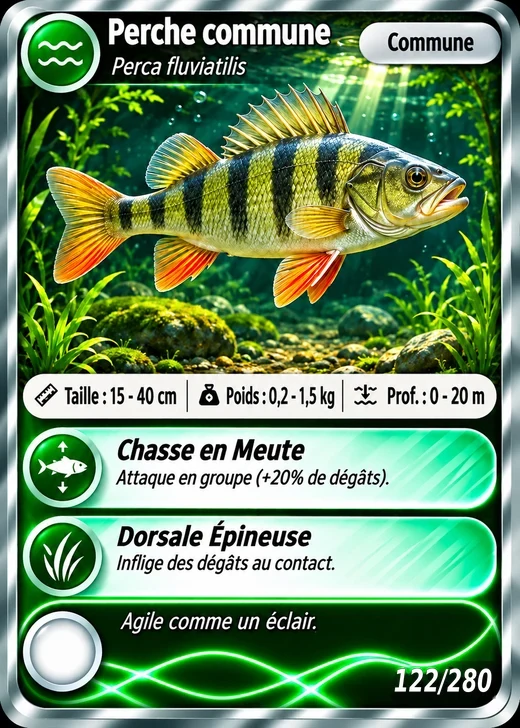 Perche commune
Commune
Perca fluviatilis
Taille : 15 - 40 cm
Poids : 0,2 - 1,5 kg
Prof. : 0 - 20 m
Chasse en Meute
Attaque en groupe (+20% de dégâts).
Dorsale Épineuse
Inflige des dégâts au contact.
Agile comme un éclair.
122/280